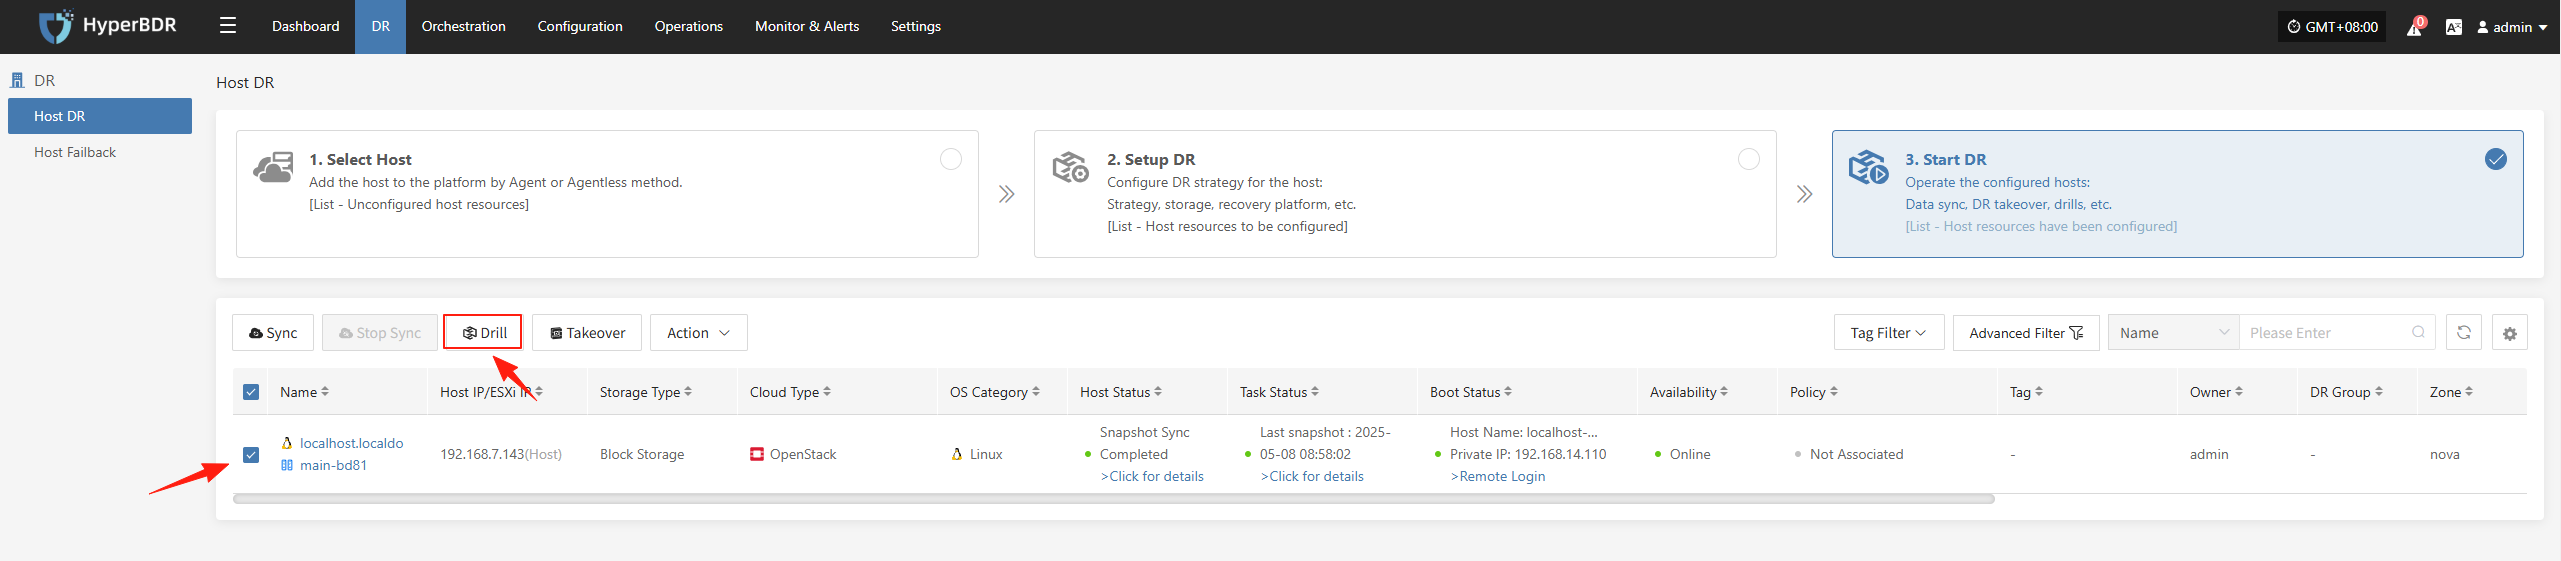 HyperBDR
Dashboard
DR
Orchestration
Configuration
Operations
Monitor & Alerts
Settings
GMT+08:00
0
admin
DR
Host DR
Host Failback
Host DR
1. Select Host
Add the host to the platform by Agent or Agentless method.
[List - Unconfigured host resources]
2. Setup DR
Configure DR strategy for the host:
Strategy, storage, recovery platform, etc.
[List - Host resources to be configured]
3. Start DR
Operate the configured hosts:
Data sync, DR takeover, drills, etc.
[List - Host resources have been configured]
Sync
Stop Sync
Drill
Takeover
Action
Tag Filter
Advanced Filter
Name
Please Enter
Name
Host IP/ESXi IP
Storage Type
Cloud Type
OS Category
Host Status
Task Status
Boot Status
Availability
Policy
Tag
Owner
DR Group
Zone
localhost.localdo
main-bd81
192.168.7.143(Host)
Block Storage
OpenStack
Linux
Snapshot Sync
Completed
>Click for details
Last snapshot : 2025-
05-08 08:58:02
>Click for details
Host Name: localhost-...
Private IP: 192.168.14.110
>Remote Login
Online
Not Associated
-
admin
-
nova